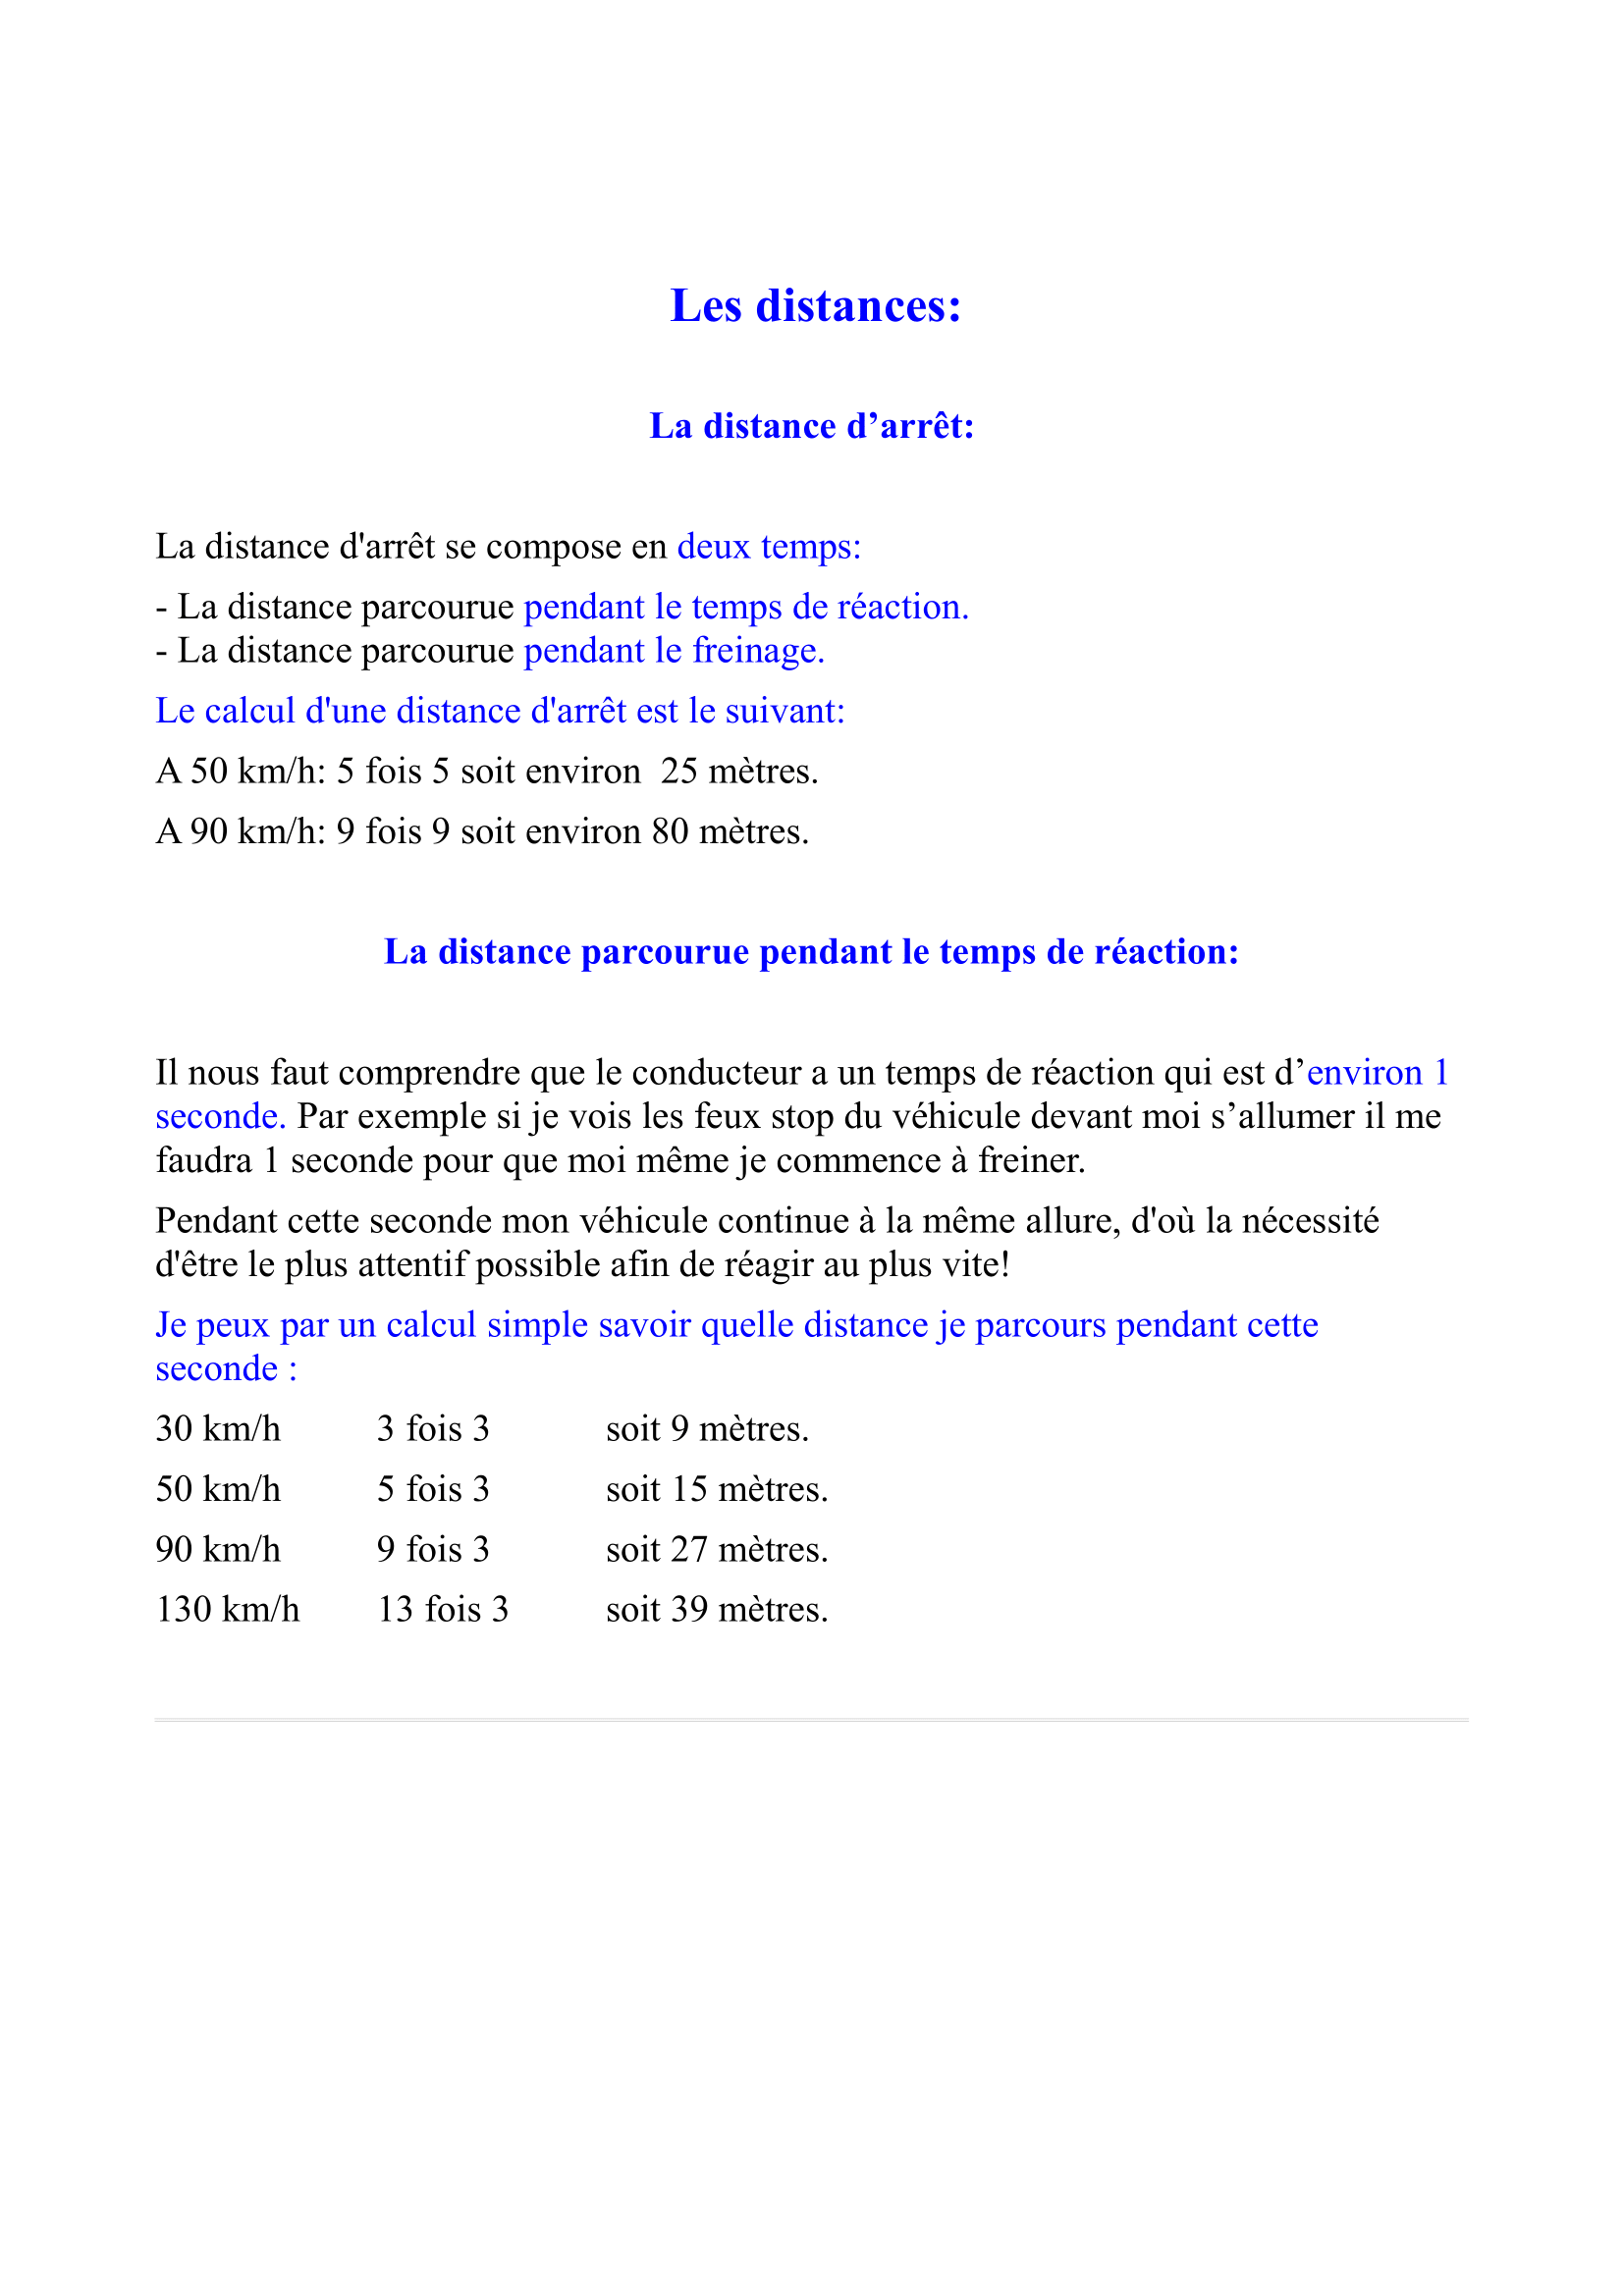 Les distances:
La distance d’arrêt:
La distance d'arrêt se compose en deux temps:
- La distance parcourue pendant le temps de réaction.
- La distance parcourue pendant le freinage.
Le calcul d'une distance d'arrêt est le suivant:
A 50 km/h: 5 fois 5 soit environ  25 mètres.
A 90 km/h: 9 fois 9 soit environ 80 mètres.
La distance parcourue pendant le temps de réaction:
Il nous faut comprendre que le conducteur a un temps de réaction qui est d’environ 1
seconde. Par exemple si je vois les feux stop du véhicule devant moi s’allumer il me
faudra 1 seconde pour que moi même je commence à freiner.
Pendant cette seconde mon véhicule continue à la même allure, d'où la nécessité
d'être le plus attentif possible afin de réagir au plus vite!
Je peux par un calcul simple savoir quelle distance je parcours pendant cette
seconde :
30 km/h 3 fois 3 soit 9 mètres.
50 km/h 5 fois 3 soit 15 mètres.
90 km/h 9 fois 3 soit 27 mètres.
130 km/h 13 fois 3 soit 39 mètres.